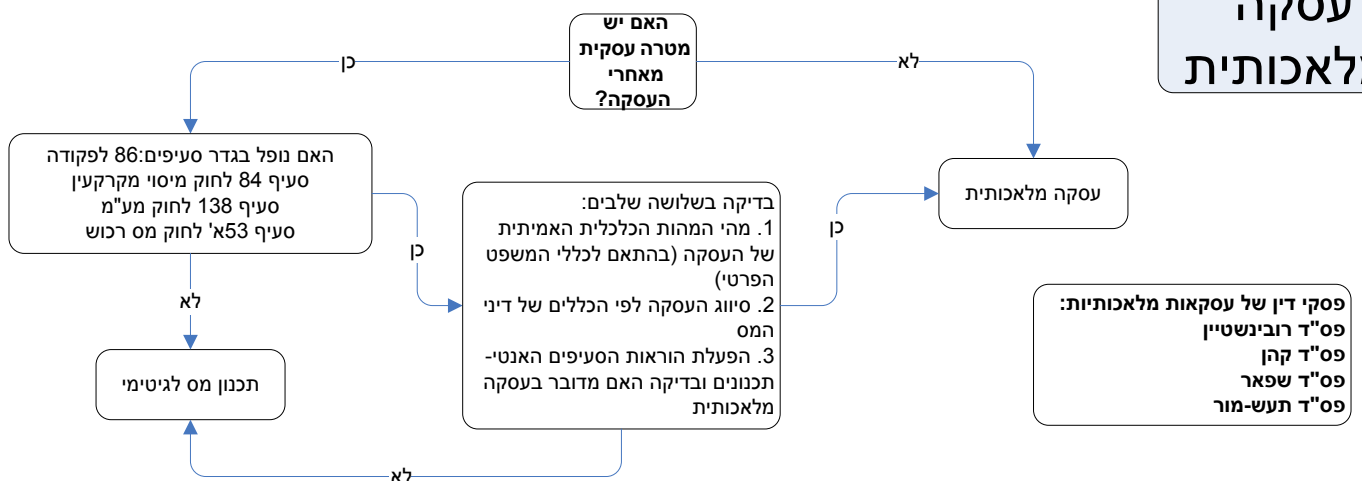 עסקה
מלאכותית
האם יש
מטרה עסקית
מאחרי
העסקה?
כן
לא
האם נופל בגדר סעיפים:86 לפקודה
סעיף 84 לחוק מיסוי מקרקעין
סעיף 138 לחוק מע"מ
סעיף 53א' לחוק מס רכוש
כן
לא
בדיקה בשלושה שלבים:
1. מהי המהות הכלכלית האמיתית
של העסקה (בהתאם לכללי המשפט
הפרטי)
2. סיווג העסקה לפי הכללים של דיני
המס
3. הפעלת הוראות הסעיפים האנטי-
תכנונים ובדיקה האם מדובר בעסקה
מלאכותית
כן
לא
עסקה מלאכותית
תכנון מס לגיטימי
פסקי דין של עסקאות מלאכותיות:
פס"ד רובינשטיין
פס"ד קהן
פס"ד שפאר
פס"ד תעש-מור